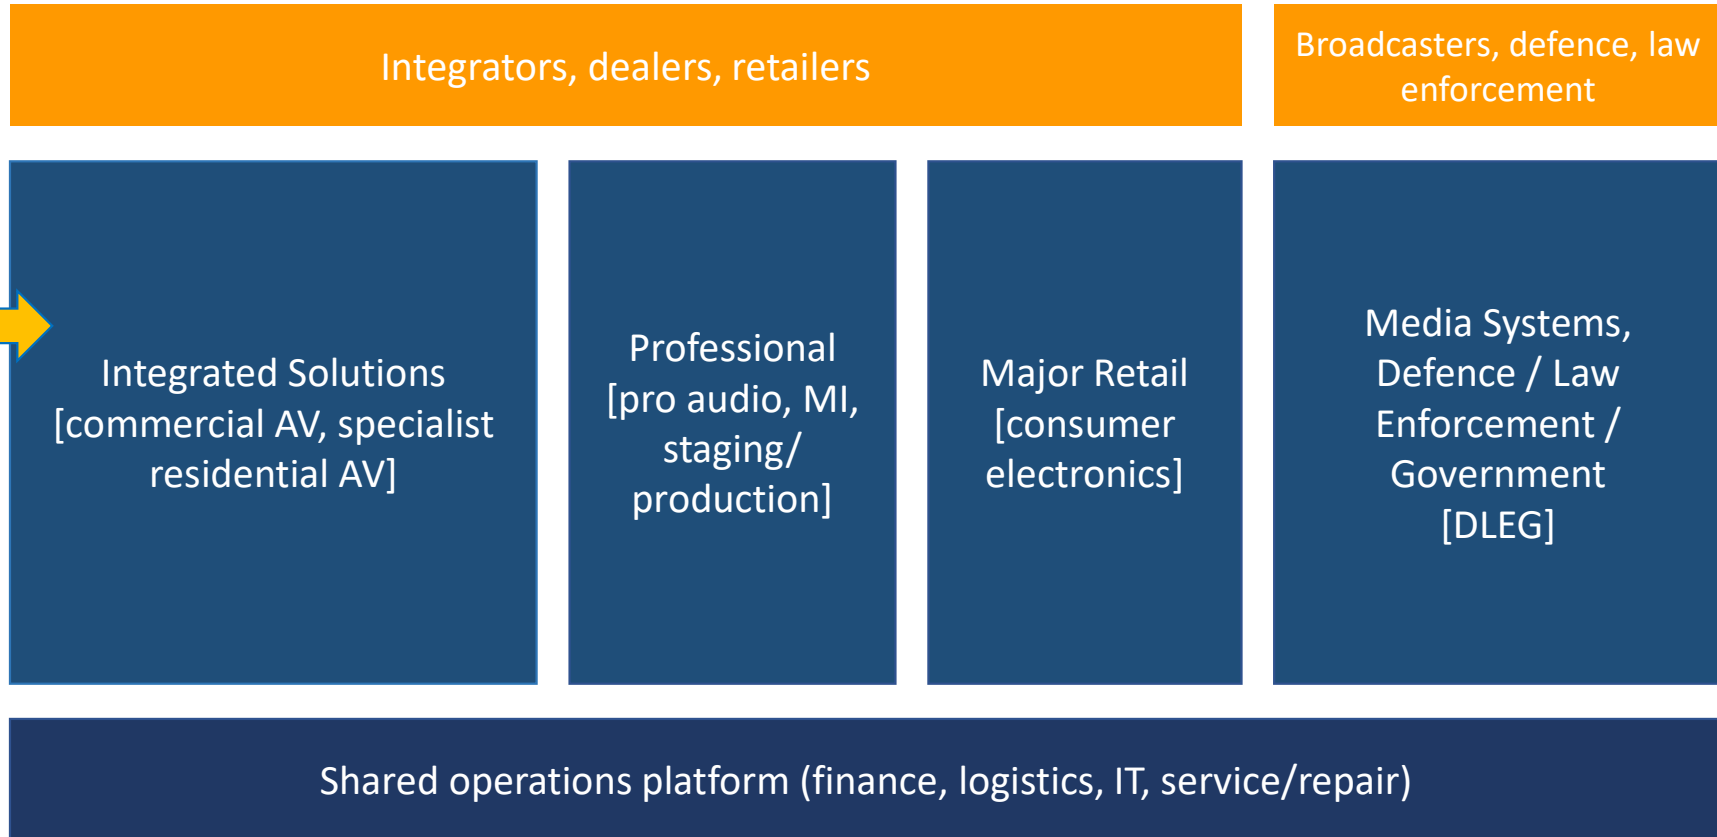 Integrators, dealers, retailers
Broadcasters, defence, law
enforcement
Integrated Solutions
[commercial AV, specialist
residential AV]
Professional
[pro audio, MI,
staging/
production]
Major Retail
[consumer
electronics]
Media Systems,
Defence / Law
Enforcement /
Government
[DLEG]
Shared operations platform (finance, logistics, IT, service/repair)